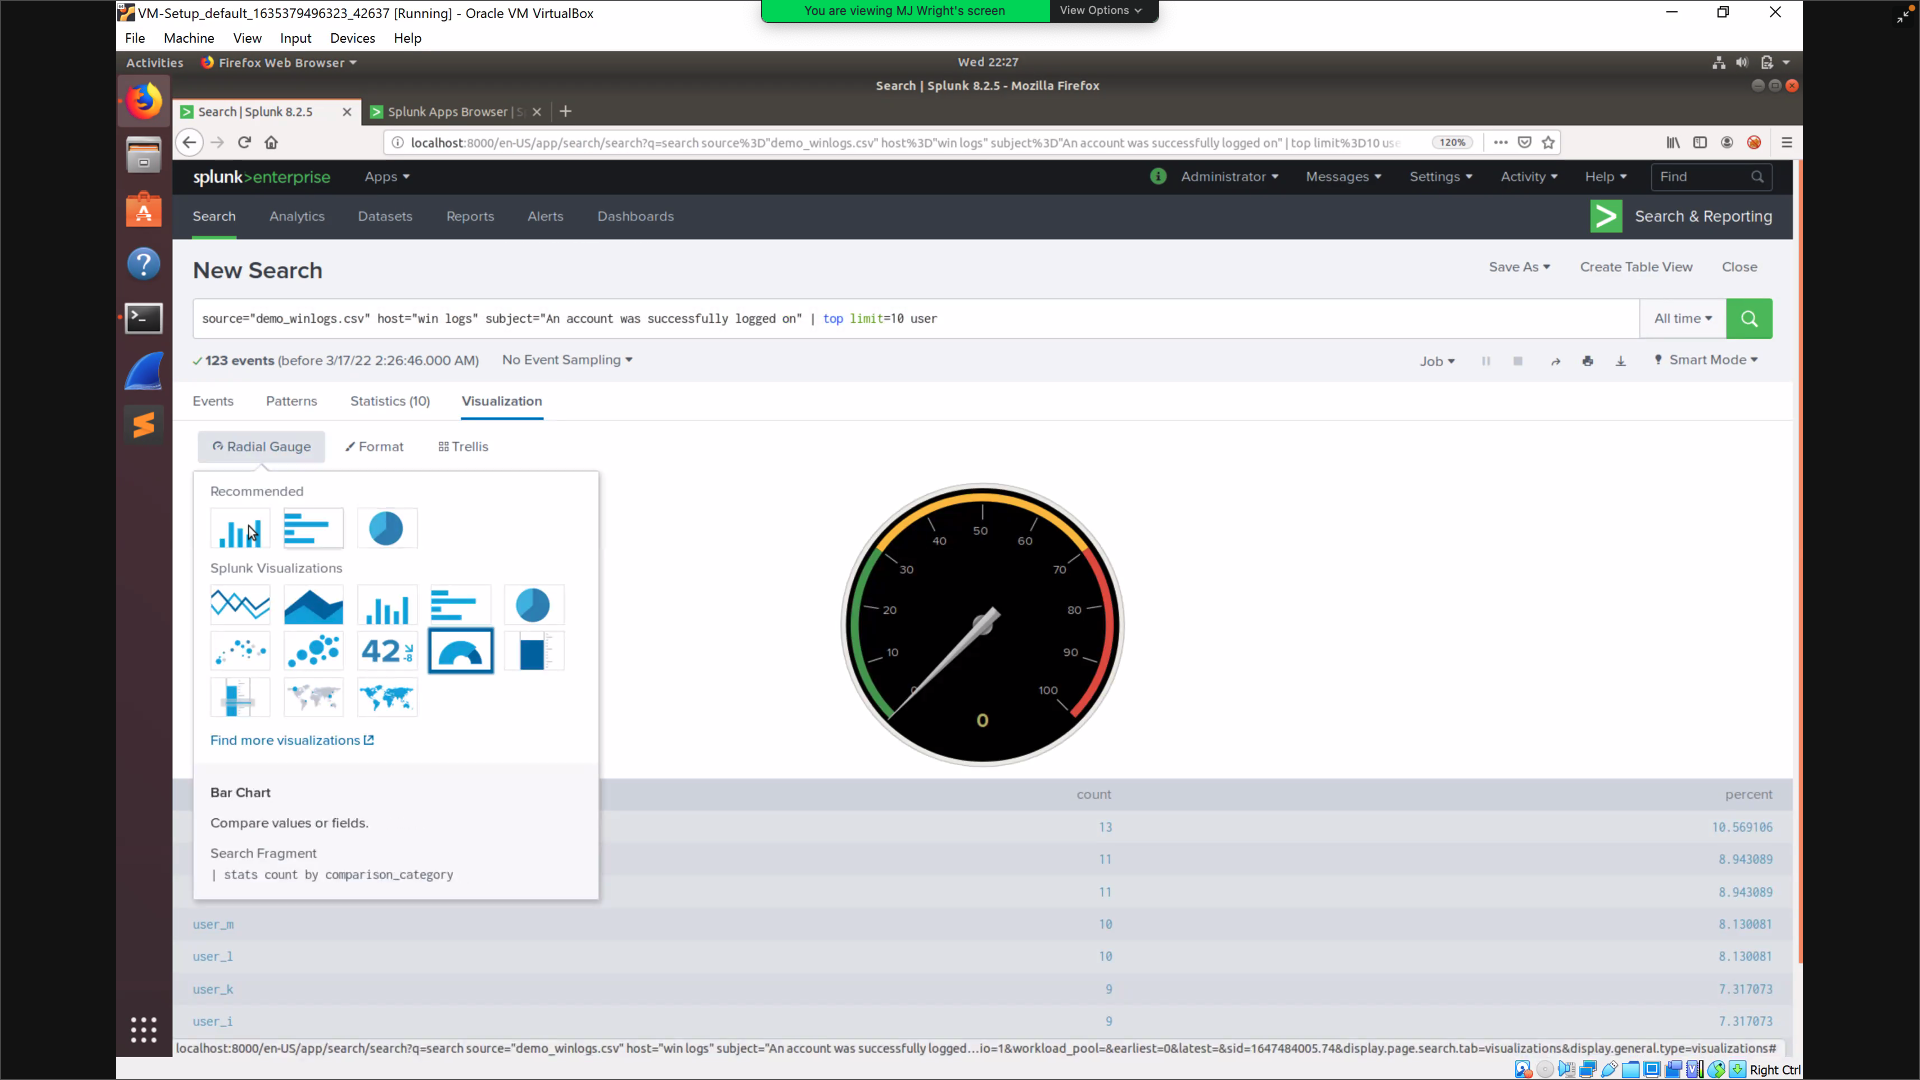 VM-Setup_default_1635379496323_42637 [Running] - Oracle VM VirtualBox
You are viewing MJ Wright's screen
View Options
File Machine View Input Devices Help
Activities Firefox Web Browser Wed 22:27
Search | Splunk 8.2.5 - Mozilla Firefox
Search | Splunk 8.2.5
Splunk Apps Browser | S
localhost:8000/en-US/app/search/search?q=search source%3D"demo_winlogs.csv" host%3D"win logs" subject%3D"An account was successfully logged on" | top limit%3D10 use
120%
splunk>enterprise Apps
i Administrator Messages Settings Activity Help Find
Search Analytics Datasets Reports Alerts Dashboards
> Search & Reporting
New Search
Save As Create Table View Close
source="demo_winlogs.csv" host="win logs" subject="An account was successfully logged on" | top limit=10 user
All time
123 events (before 3/17/22 2:26:46.000 AM) No Event Sampling
Job Smart Mode
Events Patterns Statistics (10) Visualization
Radial Gauge Format Trellis
Recommended
Splunk Visualizations
42 -8
Find more visualizations
Bar Chart
Compare values or fields.
Search Fragment
| stats count by comparison_category
0
10
20
30
40
50
60
70
80
90
100
0
count percent
13 10.569106
11 8.943089
11 8.943089
user_m 10 8.130081
user_l 10 8.130081
user_k 9 7.317073
user_i 9 7.317073
localhost:8000/en-US/app/search/search?q=search source="demo_winlogs.csv" host="win logs" subject="An account was successfully logged...io=1&workload_pool=&earliest=0&latest=&sid=1647484005.74&display.page.search.tab=visualizations&display.general.type=visualizations#
Right Ctrl